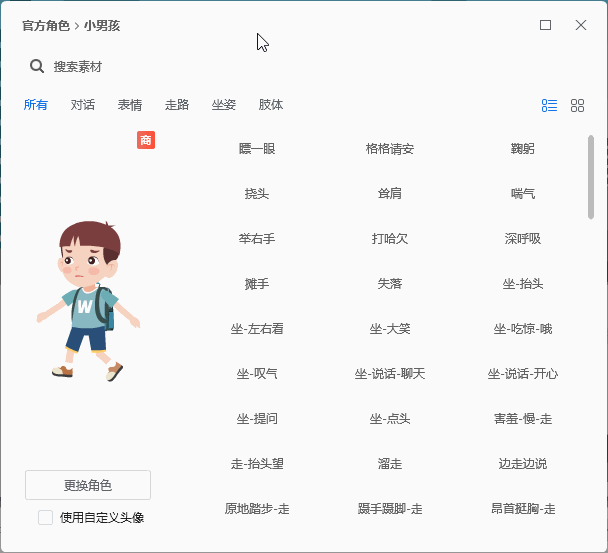 官方角色 > 小男孩
搜索素材
所有 对话 表情 走路 坐姿 肢体
商
瞟一眼 格格请安 鞠躬
挠头 耸肩 喘气
举右手 打哈欠 深呼吸
摊手 失落 坐-抬头
坐-左右看 坐-大笑 坐-吃惊-哦
坐-叹气 坐-说话-聊天 坐-说话-开心
坐-提问 坐-点头 害羞-慢-走
走-抬头望 溜走 边走边说
原地踏步-走 蹑手蹑脚-走 昂首挺胸-走
W
更换角色
使用自定义头像